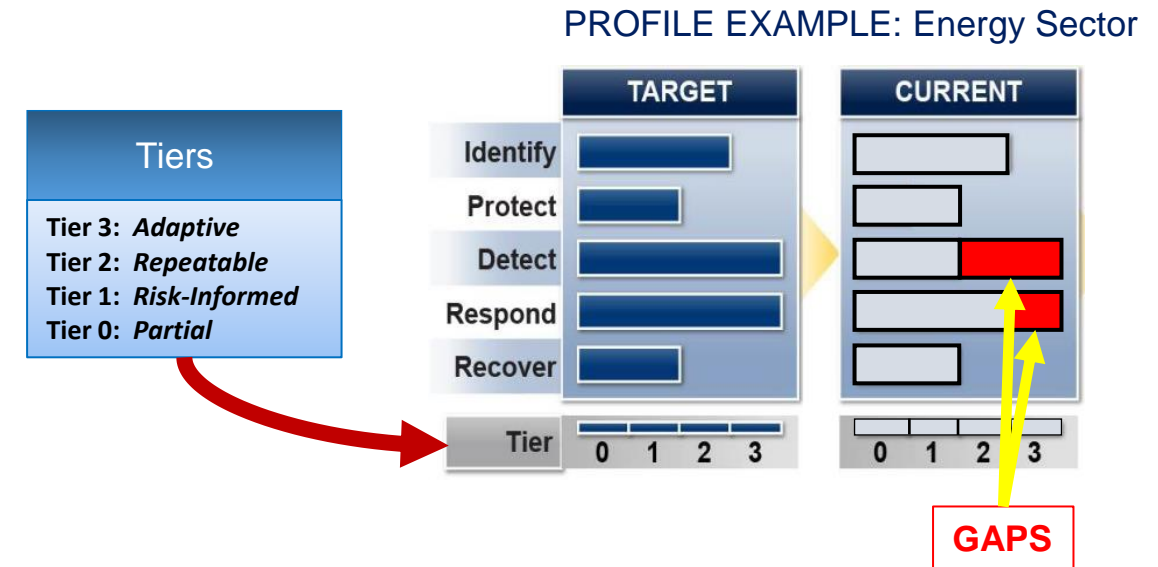 PROFILE EXAMPLE: Energy Sector
Tiers
Tier 3: Adaptive
Tier 2: Repeatable
Tier 1: Risk-Informed
Tier 0: Partial
TARGET
CURRENT
Identify
Protect
Detect
Respond
Recover
Tier
0 1 2 3
0 1 2 3
GAPS